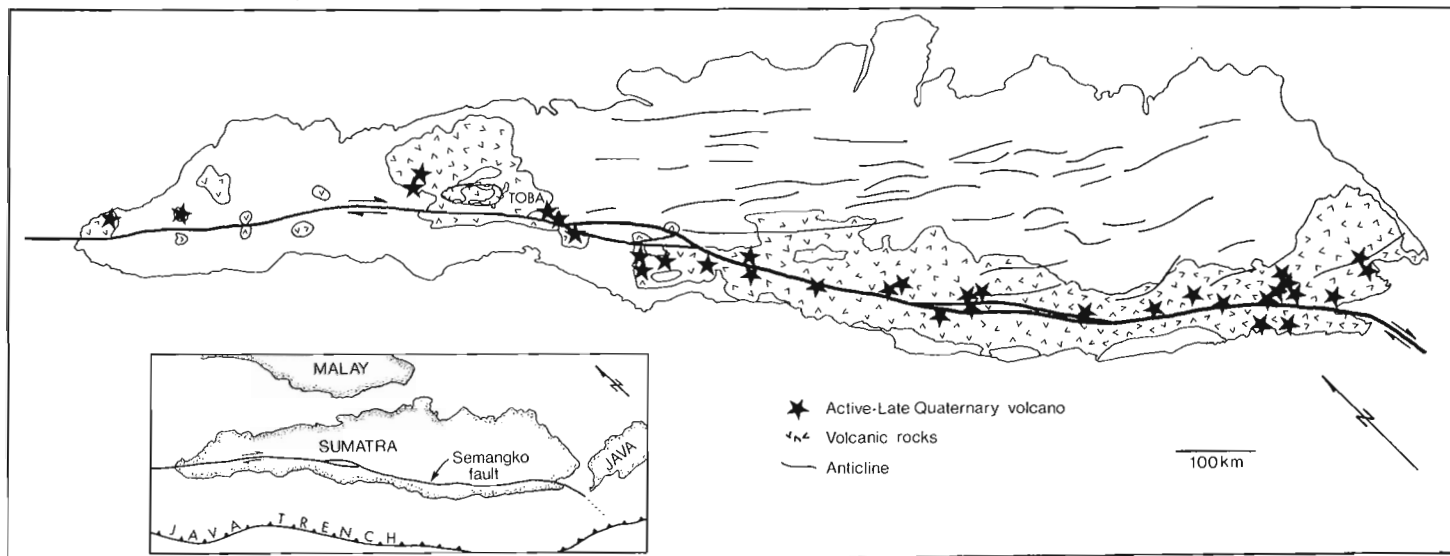 TOBA
MALAY
N
SUMATRA
Semangko
fault
JAVA
JAVA TRENCH
Active-Late Quaternary volcano
Volcanic rocks
Anticline
100km
N